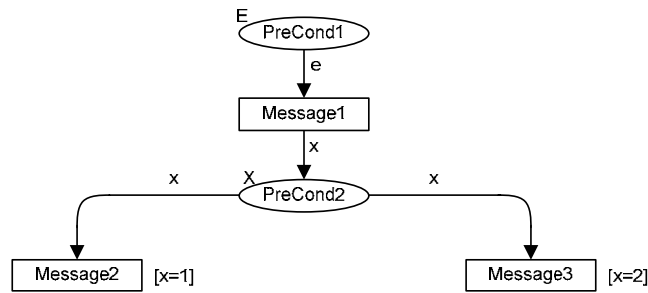 E
PreCond1
e
Message1
x
x X x
PreCond2
Message2 [x=1] Message3 [x=2]